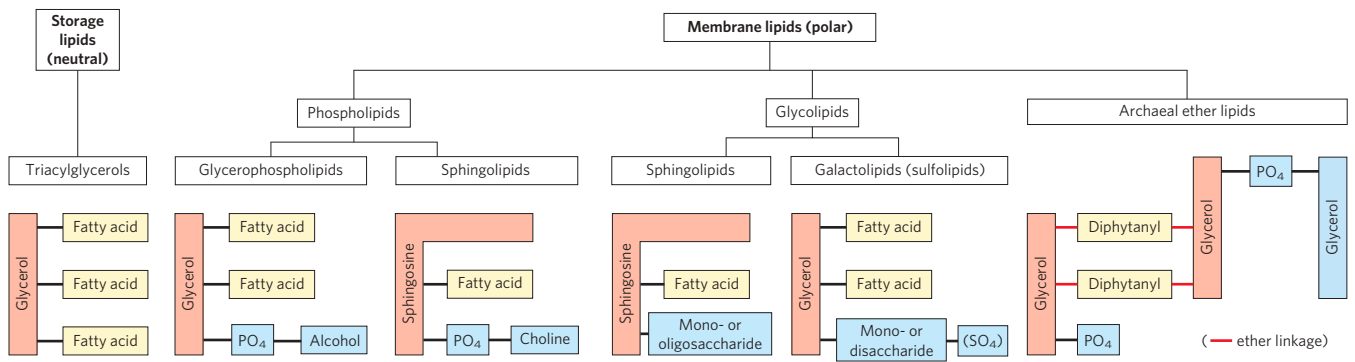 Storage
lipids
(neutral)
Membrane lipids (polar)
Phospholipids
Glycolipids
Archaeal ether lipids
Triacylglycerols
Glycerophospholipids
Sphingolipids
Sphingolipids
Galactolipids (sulfolipids)
Glycerol
Fatty acid
Fatty acid
Fatty acid
Glycerol
Fatty acid
Fatty acid
PO4
Alcohol
Sphingosine
Fatty acid
PO4
Choline
Sphingosine
Fatty acid
Mono- or
oligosaccharide
Glycerol
Fatty acid
Fatty acid
Mono- or
disaccharide
(SO4)
Glycerol
Diphytanyl
Diphytanyl
PO4
Glycerol
PO4
Glycerol
( — ether linkage)